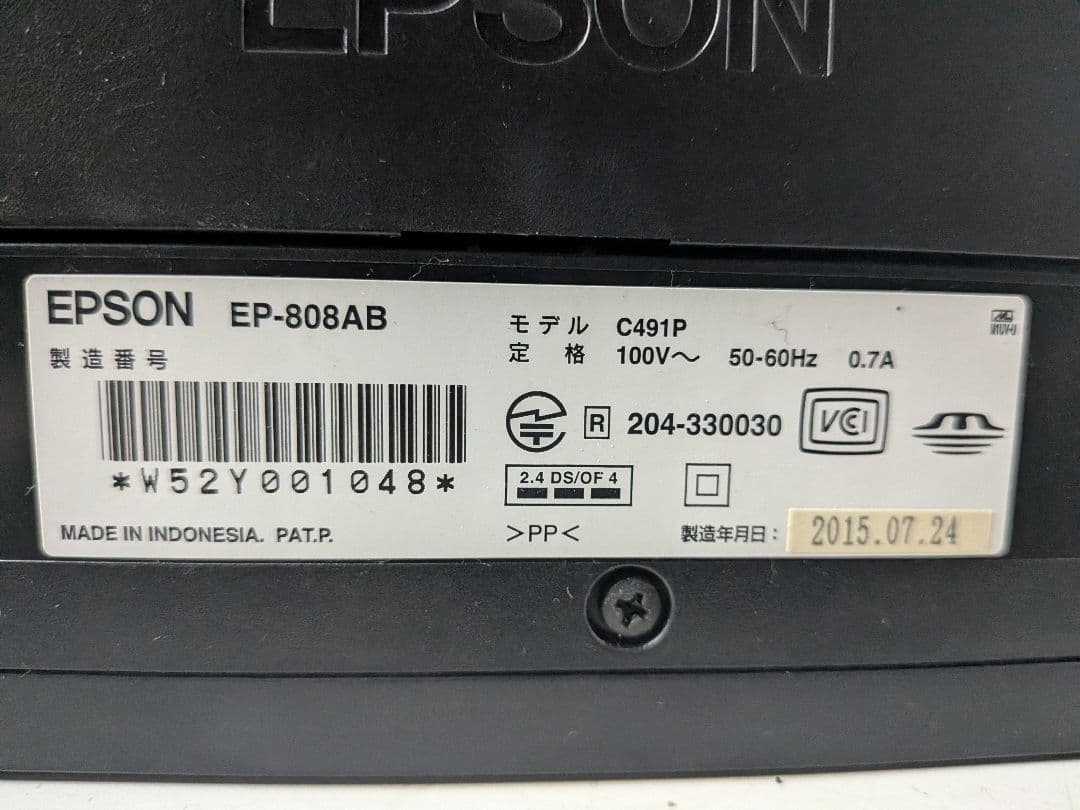 EPSON
EPSON EP-808AB
製造番号
*W52Y001048*
MADE IN INDONESIA. PAT.P.
モデル C491P
定格 100V～ 50-60Hz 0.7A
R 204-330030
VCI
2.4 DS/OF 4
>PP<
製造年月日： 2015.07.24